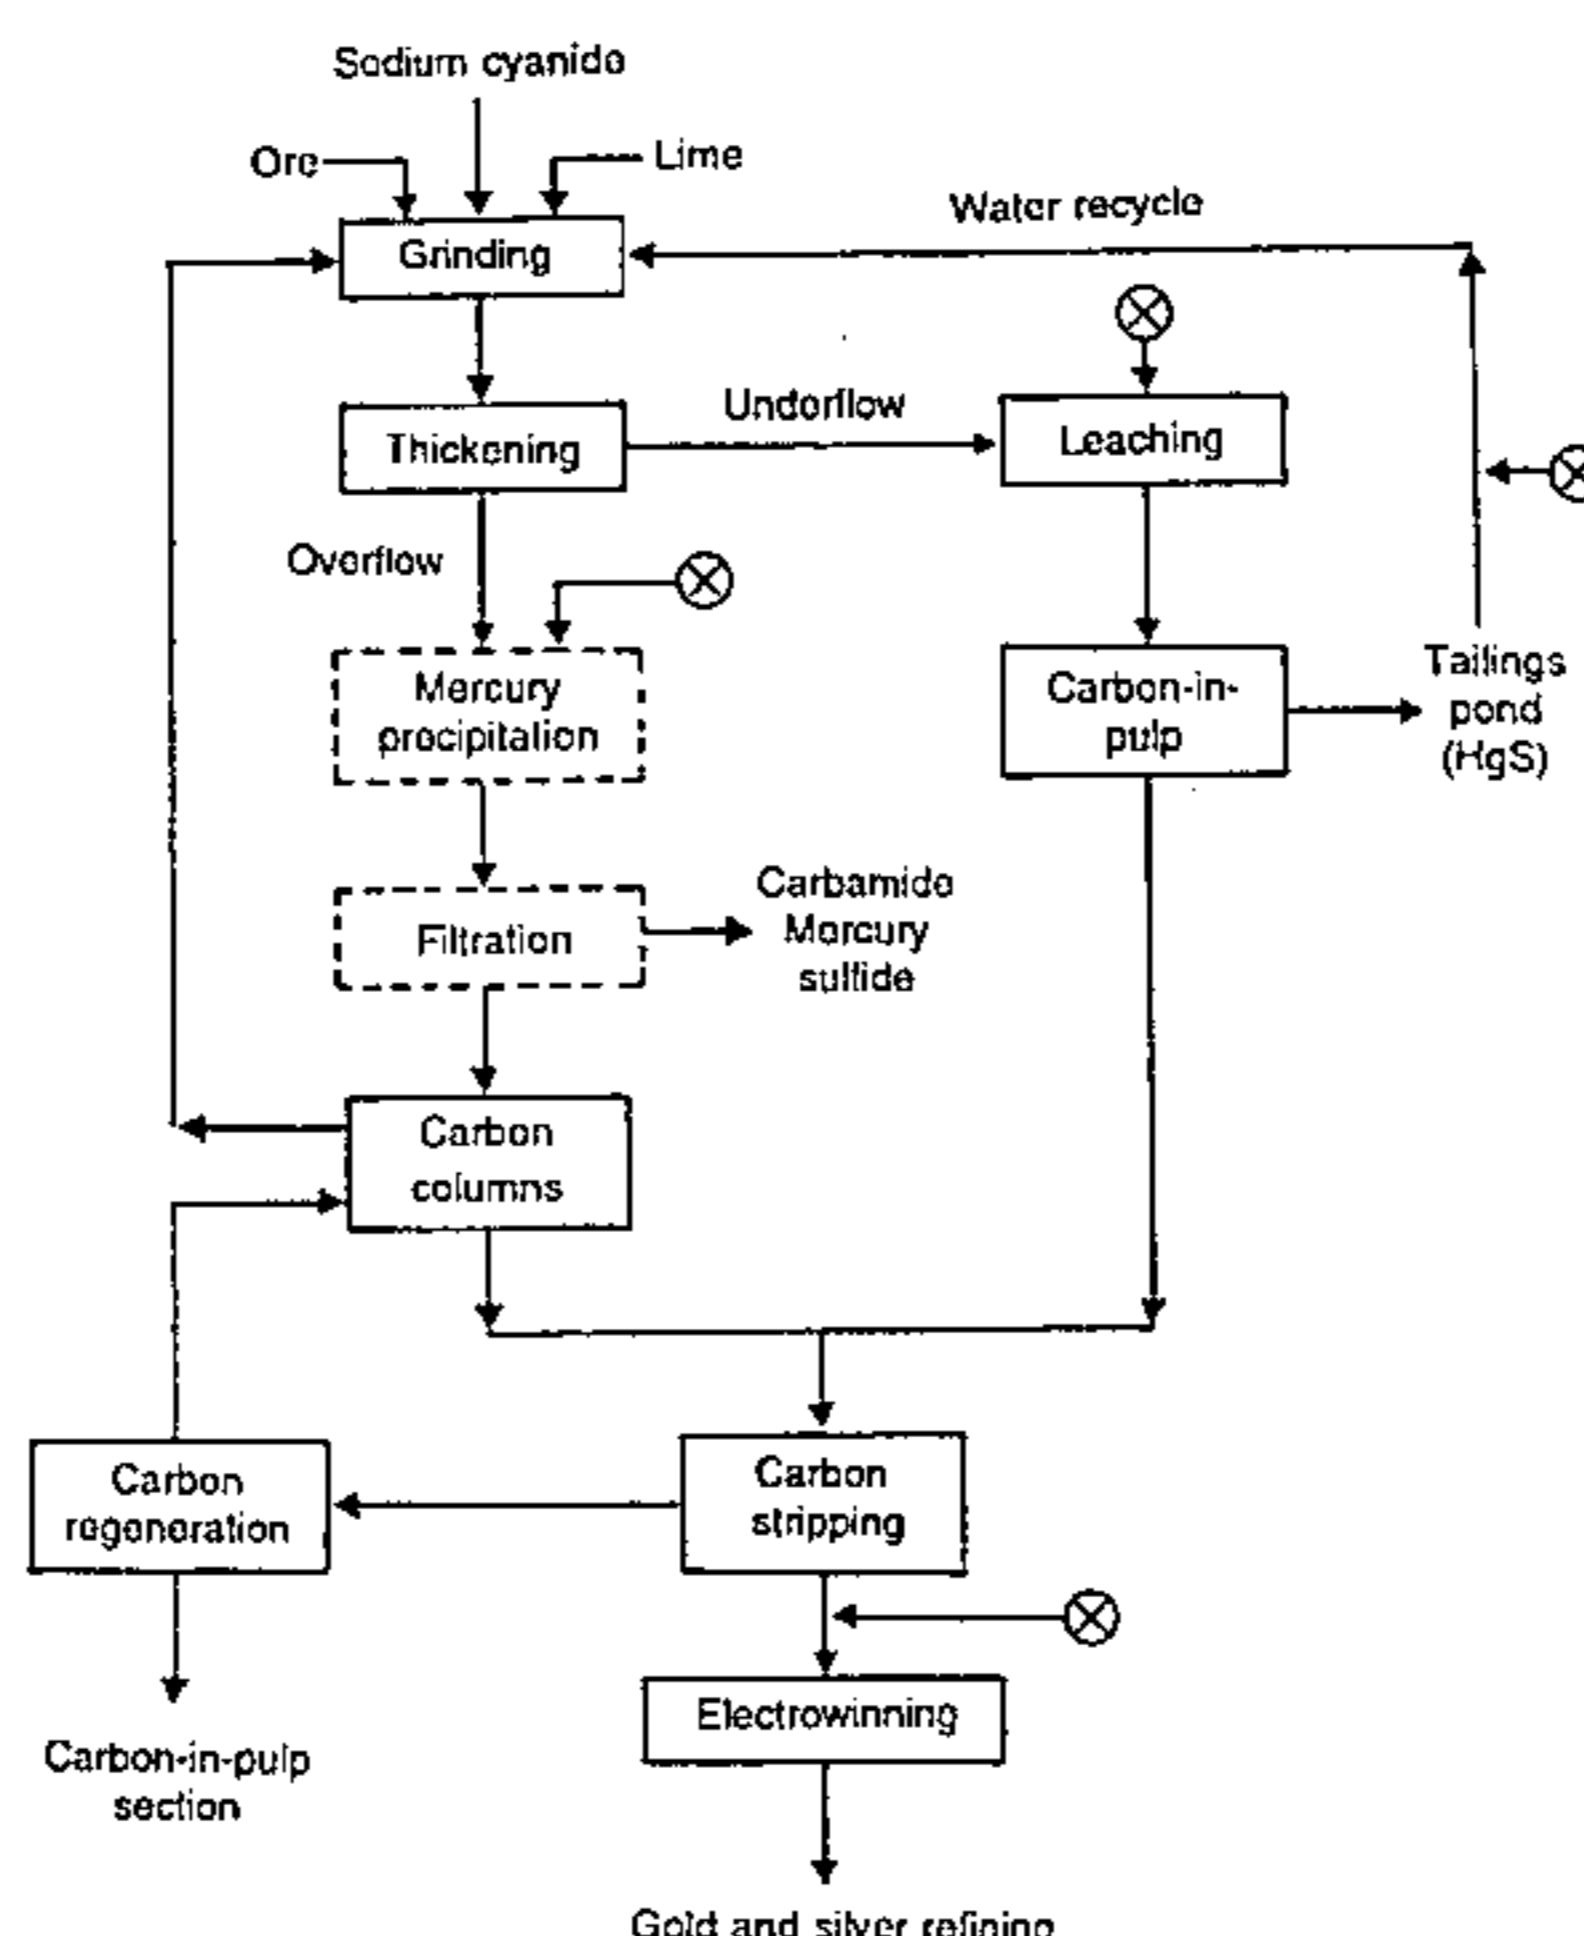 Sodium cyanide
Ore
Lime
Grinding
Water recycle
Thickening
Underflow
Leaching
Overflow
Mercury
precipitation
Carbon-in-
pulp
Tailings
pond
(HgS)
Filtration
Carbamide
Mercury
sulfide
Carbon
columns
Carbon
regeneration
Carbon
stripping
Electrowinning
Carbon-in-pulp
section
Gold and silver refining